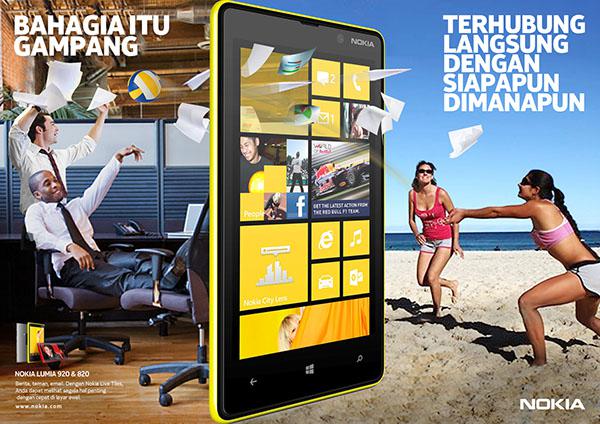 BAHAGIA ITU
GAMPANG
TERHUBUNG
LANGSUNG
DENGAN
SIAPAPUN
DIMANAPUN
NOKIA
2
1
People
GET THE LATEST ACTION FROM
THE RED BULL F1 TEAM.
Nokia City Lens
NOKIA LUMIA 920 & 820
Berita, teman, email. Dengan Nokia Live Tiles,
Anda dapat melihat segala hal penting
dengan cepat di layar awal.
www.nokia.com
NOKIA